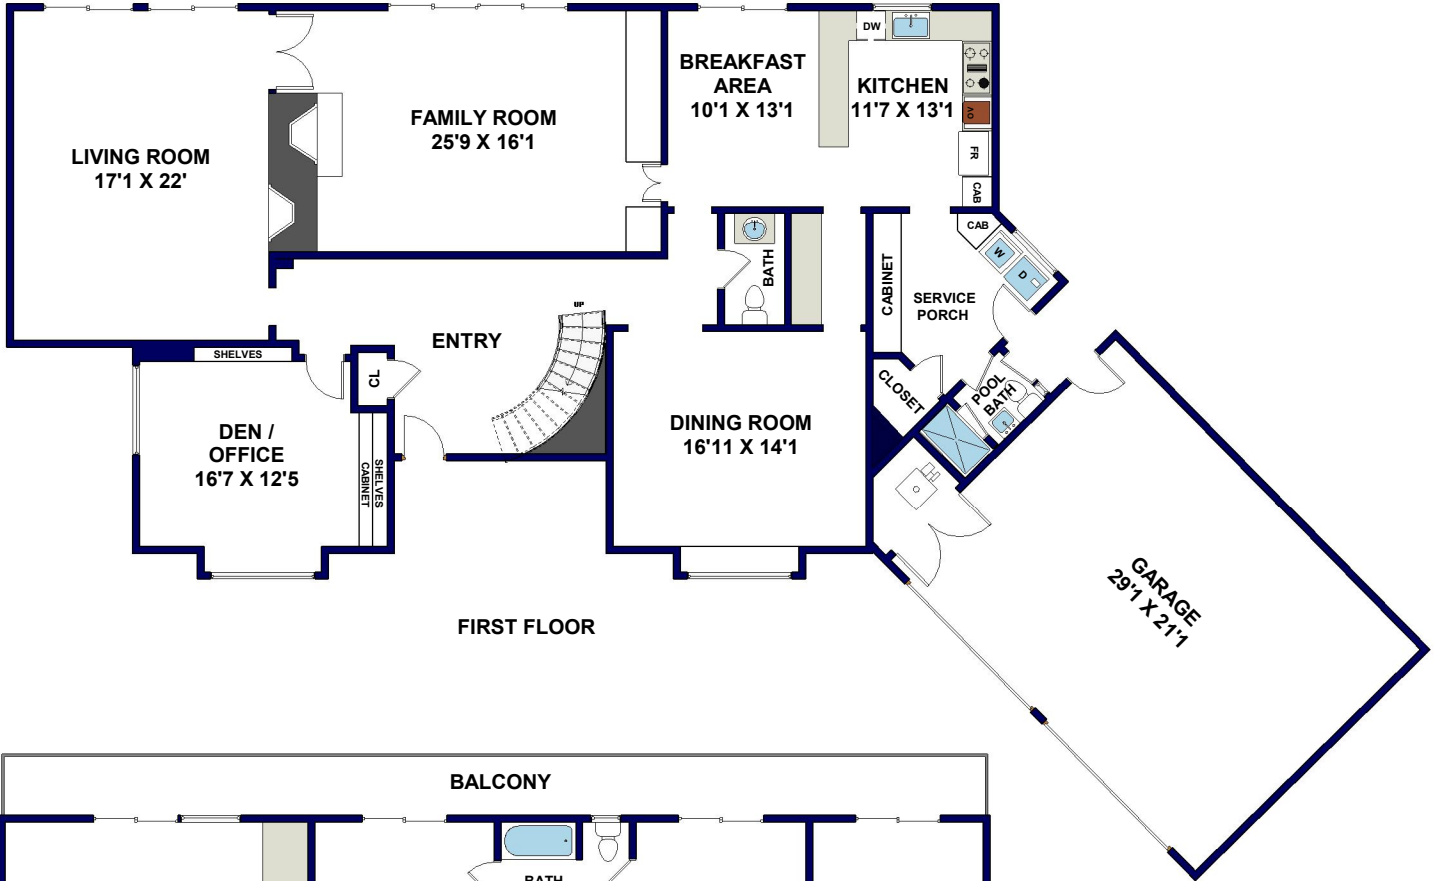 DW
BREAKFAST
AREA
10'1 X 13'1
KITCHEN
11'7 X 13'1
OV
FR
CAB
FAMILY ROOM
25'9 X 16'1
LIVING ROOM
17'1 X 22'
CAB
W
D
BATH
CABINET
SERVICE
PORCH
UP
ENTRY
SHELVES
CL
CLOSET
POOL
BATH
DEN /
OFFICE
16'7 X 12'5
SHELVES
CABINET
DINING ROOM
16'11 X 14'1
GARAGE
29'1 X 21'1
FIRST FLOOR
BALCONY
BATH